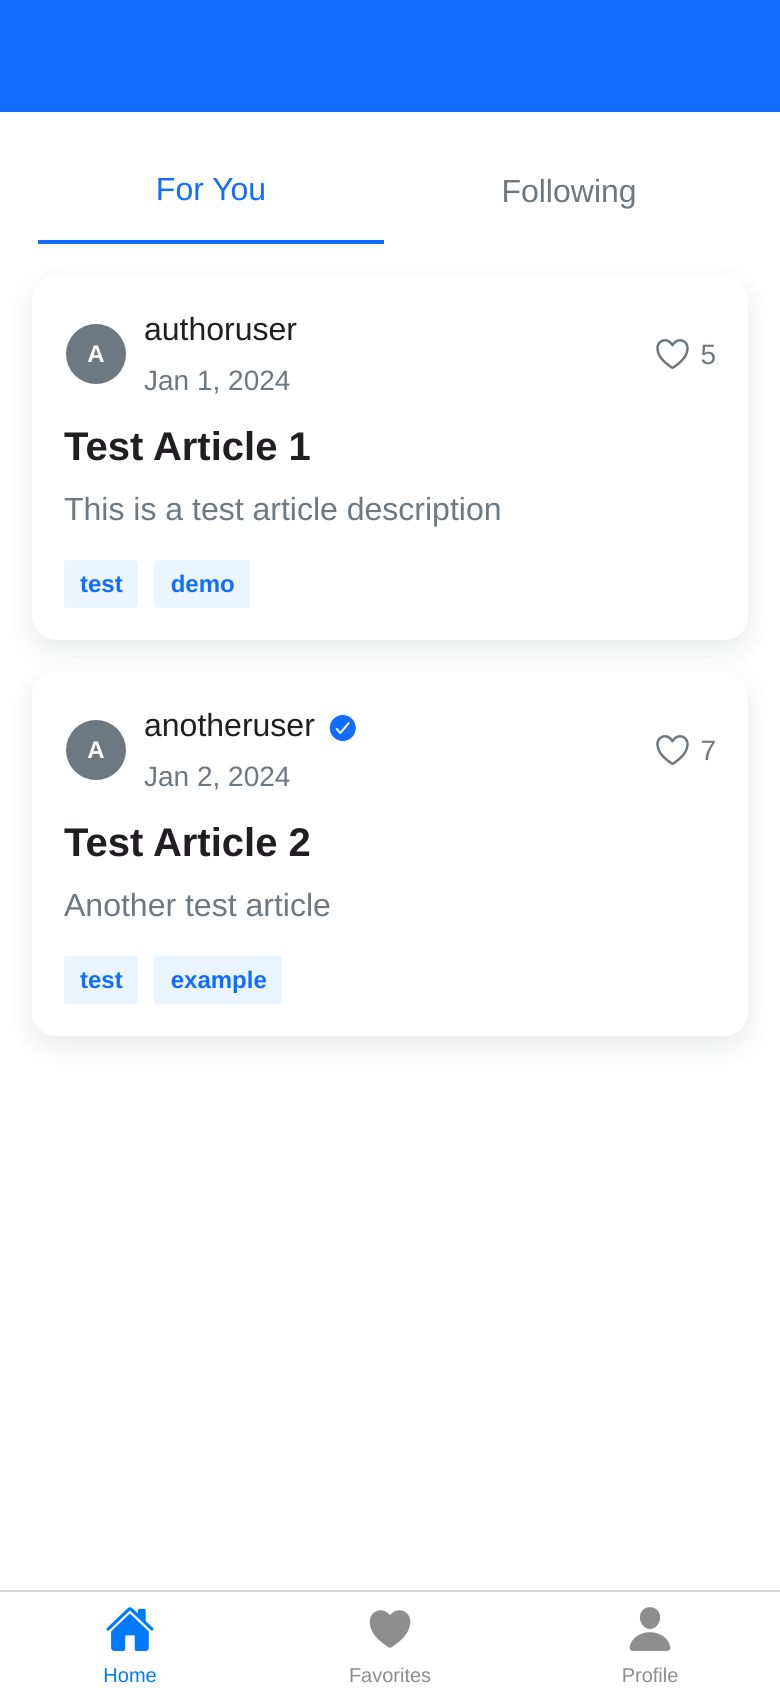 For You
Following
A
authoruser
Jan 1, 2024
5
Test Article 1
This is a test article description
test
demo
A
anotheruser
Jan 2, 2024
7
Test Article 2
Another test article
test
example
Home
Favorites
Profile